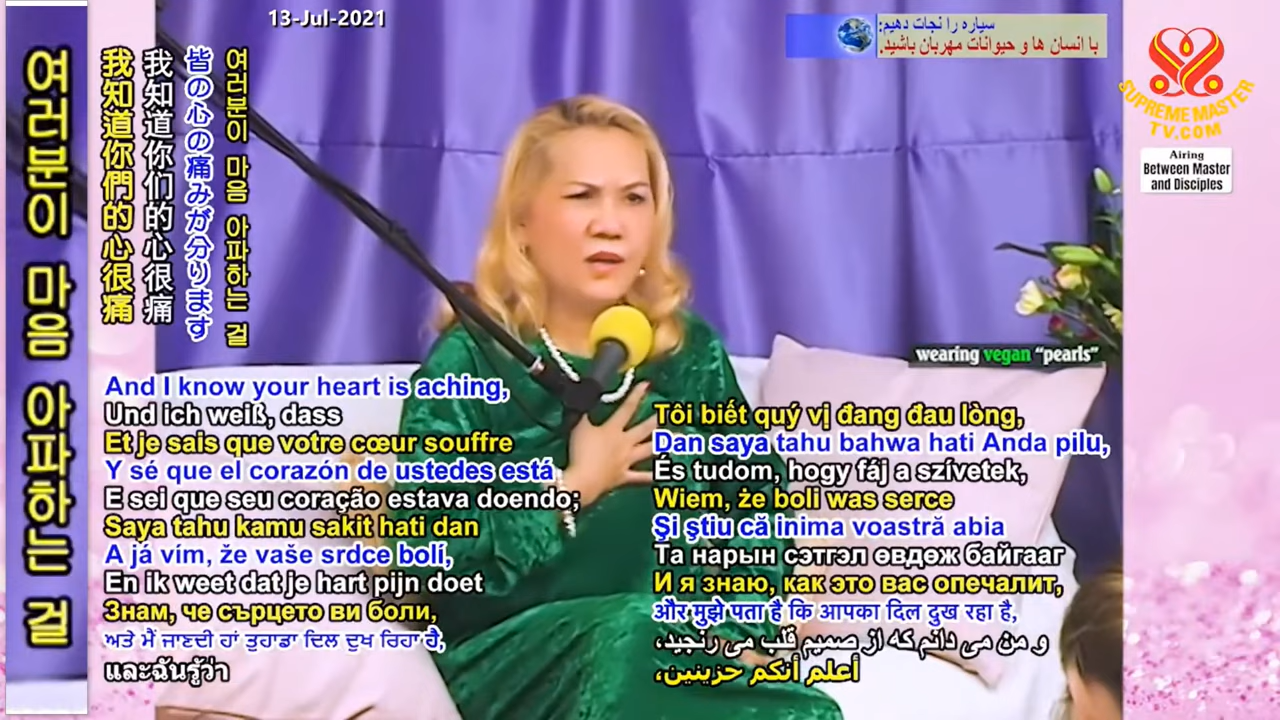 13-Jul-2021
سیاره را نجات دهیم:
با انسان ها و حیوانات مهربان باشید.
SUPREME MASTER
TV.COM
Airing
Between Master
and Disciples
여러분이 마음 아파하는 걸
我知道你們的心很痛
我知道你们的心很痛
皆の心の痛みが分ります
여러분이 마음 아파하는 걸
wearing vegan "pearls"
And I know your heart is aching,
Und ich weiß, dass
Et je sais que votre cœur souffre
Y sé que el corazón de ustedes está
E sei que seu coração estava doendo;
Saya tahu kamu sakit hati dan
A já vím, že vaše srdce bolí,
En ik weet dat je hart pijn doet
Знам, че сърцето ви боли,
ਅਤੇ ਮੈਂ ਜਾਣਦੀ ਹਾਂ ਤੁਹਾਡਾ ਦਿਲ ਦੁਖ ਰਿਹਾ ਹੈ,
และฉันรู้ว่า
Tôi biết quý vị đang đau lòng,
Dan saya tahu bahwa hati Anda pilu,
És tudom, hogy fáj a szívetek,
Wiem, że boli was serce
Şi ştiu că inima voastră abia
Та нарын сэтгэл өвдөж байгааг
И я знаю, как это вас опечалит,
और मुझे पता है कि आपका दिल दुख रहा है,
و من می دانم که از صمیم قلب می رنجید،
أعلم أنكم حزينين،